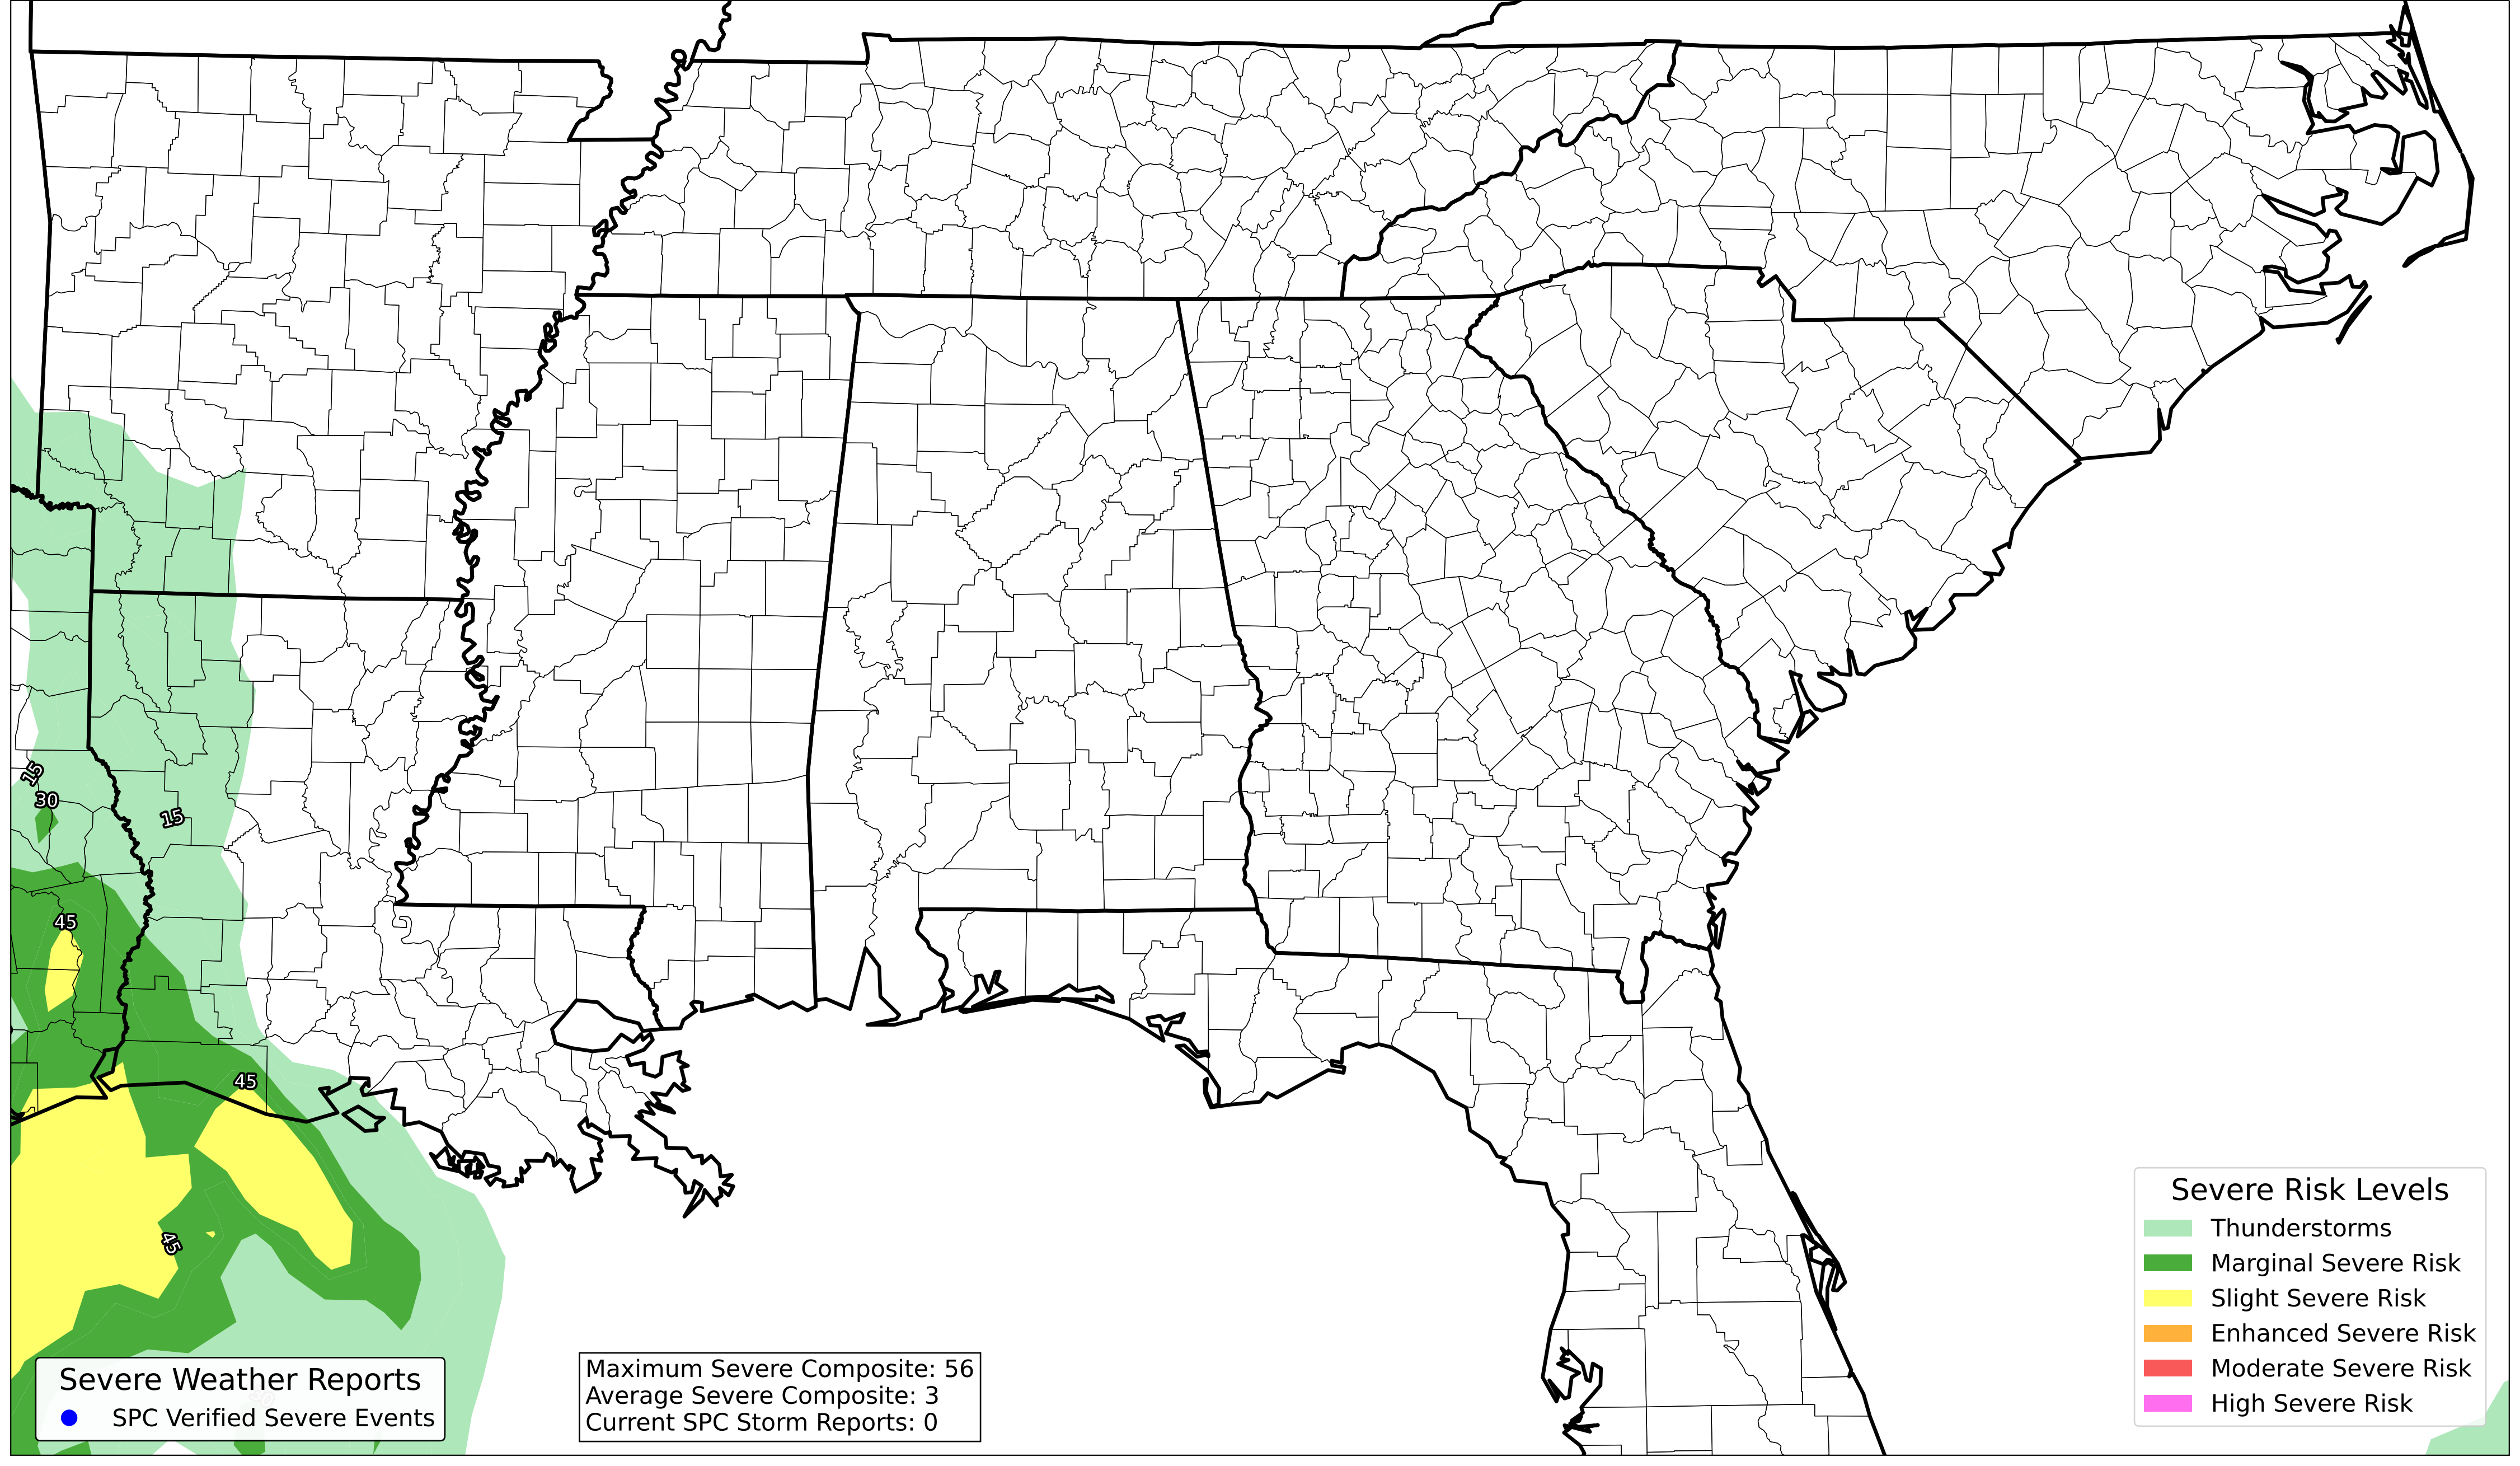 15
30
15
45
45
45
Severe Weather Reports
SPC Verified Severe Events
Maximum Severe Composite: 56
Average Severe Composite: 3
Current SPC Storm Reports: 0
Severe Risk Levels
Thunderstorms
Marginal Severe Risk
Slight Severe Risk
Enhanced Severe Risk
Moderate Severe Risk
High Severe Risk